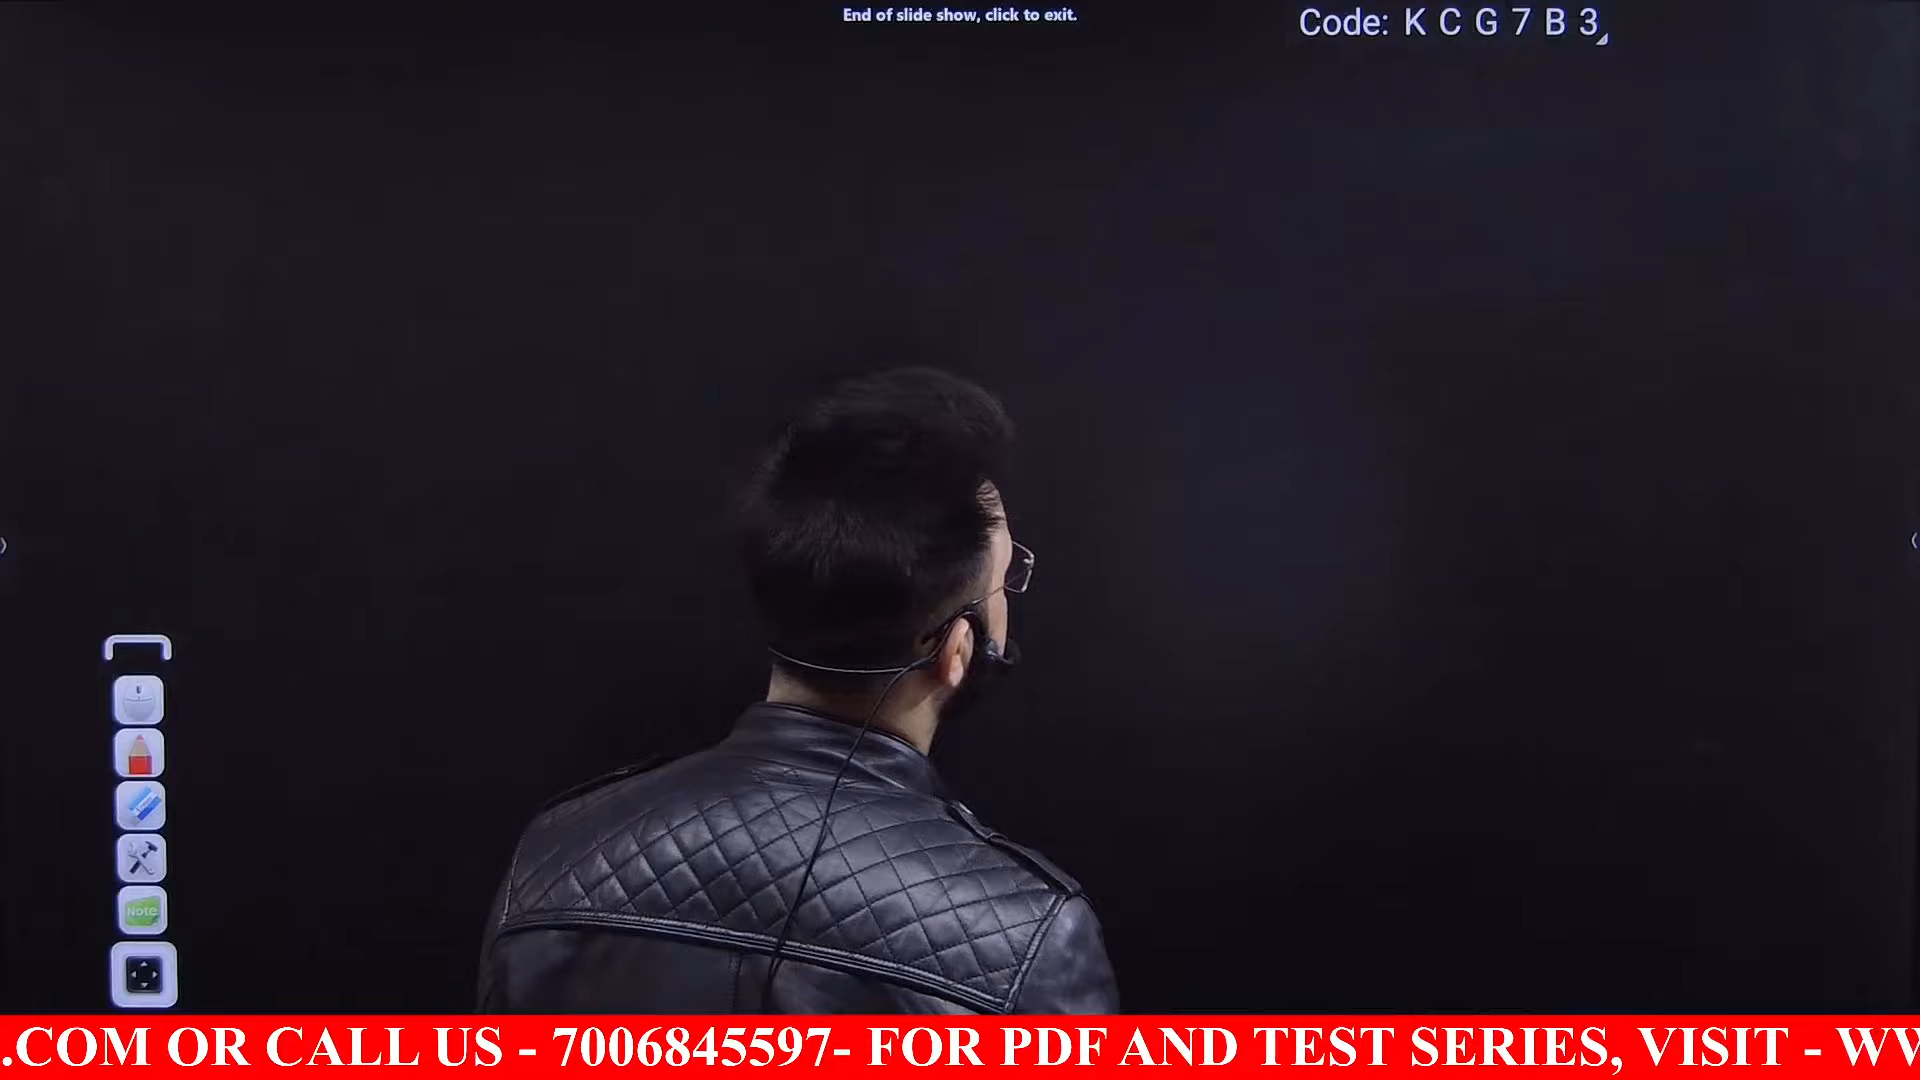 End of slide show, click to exit.
Code: K C G 7 B 3
Note
.COM OR CALL US - 7006845597- FOR PDF AND TEST SERIES, VISIT - WW